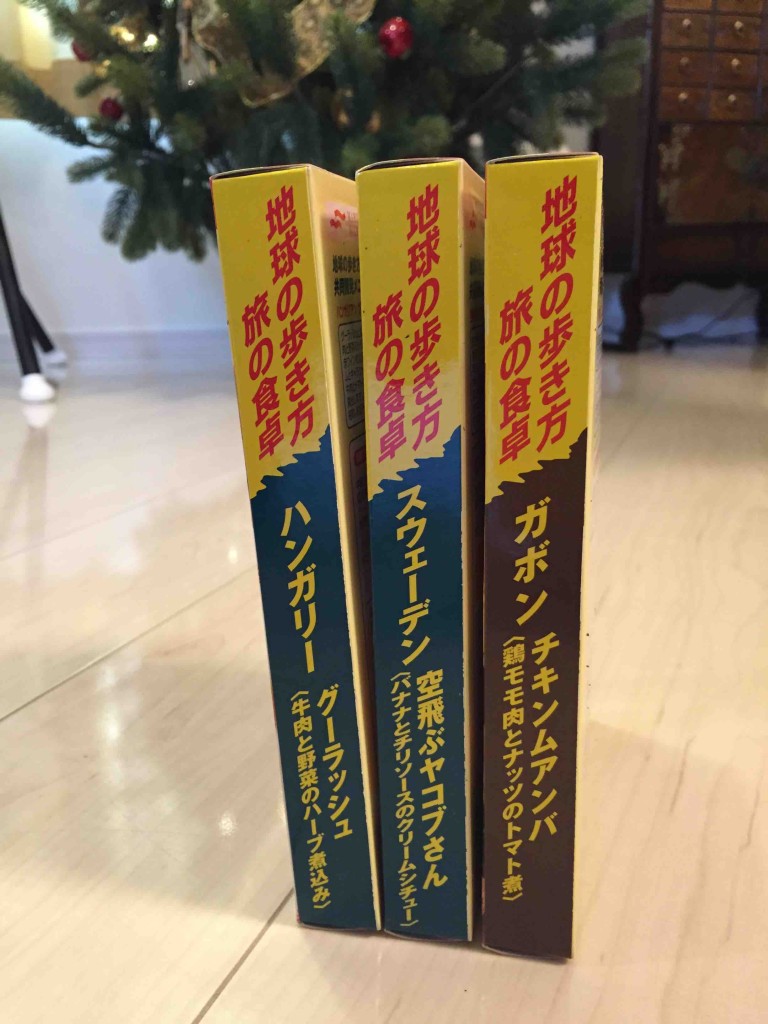 地球の歩き方
旅の食卓
ハンガリー
グーラッシュ
〈牛肉と野菜のハーブ煮込み〉
地球の歩き方
旅の食卓
スウェーデン
空飛ぶヤコブさん
〈バナナとチリソースのクリームシチュー〉
地球の歩き方
旅の食卓
ガボン
チキンムアンバ
〈鶏モモ肉とナッツのトマト煮〉